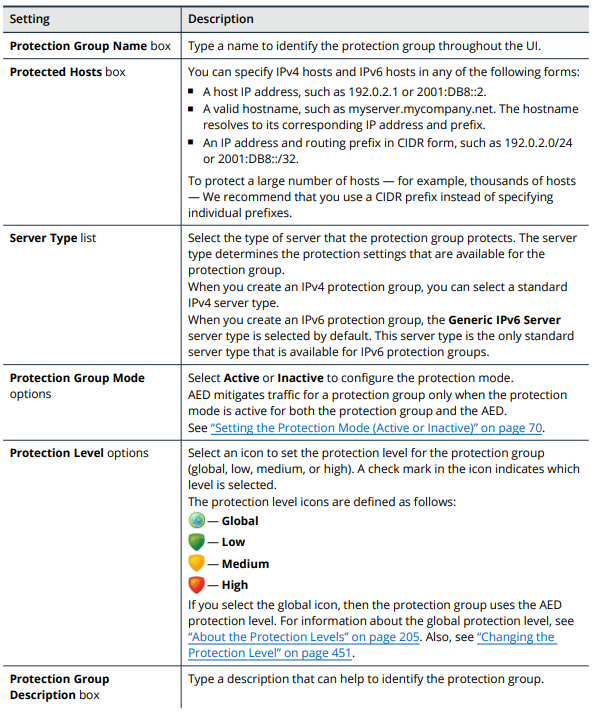 Setting Description
Protection Group Name box Type a name to identify the protection group throughout the UI.
Protected Hosts box You can specify IPv4 hosts and IPv6 hosts in any of the following forms:
■ A host IP address, such as 192.0.2.1 or 2001:DB8::2.
■ A valid hostname, such as myserver.mycompany.net. The hostname
resolves to its corresponding IP address and prefix.
■ An IP address and routing prefix in CIDR form, such as 192.0.2.0/24
or 2001:DB8::/32.
To protect a large number of hosts — for example, thousands of hosts
— We recommend that you use a CIDR prefix instead of specifying
individual prefixes.
Server Type list Select the type of server that the protection group protects. The server
type determines the protection settings that are available for the
protection group.
When you create an IPv4 protection group, you can select a standard
IPv4 server type.
When you create an IPv6 protection group, the Generic IPv6 Server
server type is selected by default. This server type is the only standard
server type that is available for IPv6 protection groups.
Protection Group Mode
options
Select Active or Inactive to configure the protection mode.
AED mitigates traffic for a protection group only when the protection
mode is active for both the protection group and the AED.
See “Setting the Protection Mode (Active or Inactive)” on page 70.
Protection Level options Select an icon to set the protection level for the protection group
(global, low, medium, or high). A check mark in the icon indicates which
level is selected.
The protection level icons are defined as follows:
— Global
— Low
— Medium
— High
If you select the global icon, then the protection group uses the AED
protection level. For information about the global protection level, see
“About the Protection Levels” on page 205. Also, see “Changing the
Protection Level” on page 451.
Protection Group
Description box
Type a description that can help to identify the protection group.